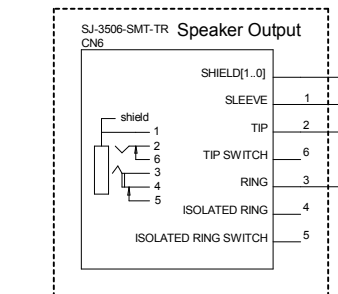 SJ-3506-SMT-TR Speaker Output
CN6
SHIELD[1..0]
SLEEVE 1
TIP 2
TIP SWITCH 6
RING 3
ISOLATED RING 4
ISOLATED RING SWITCH 5
shield
1
2
6
3
4
5